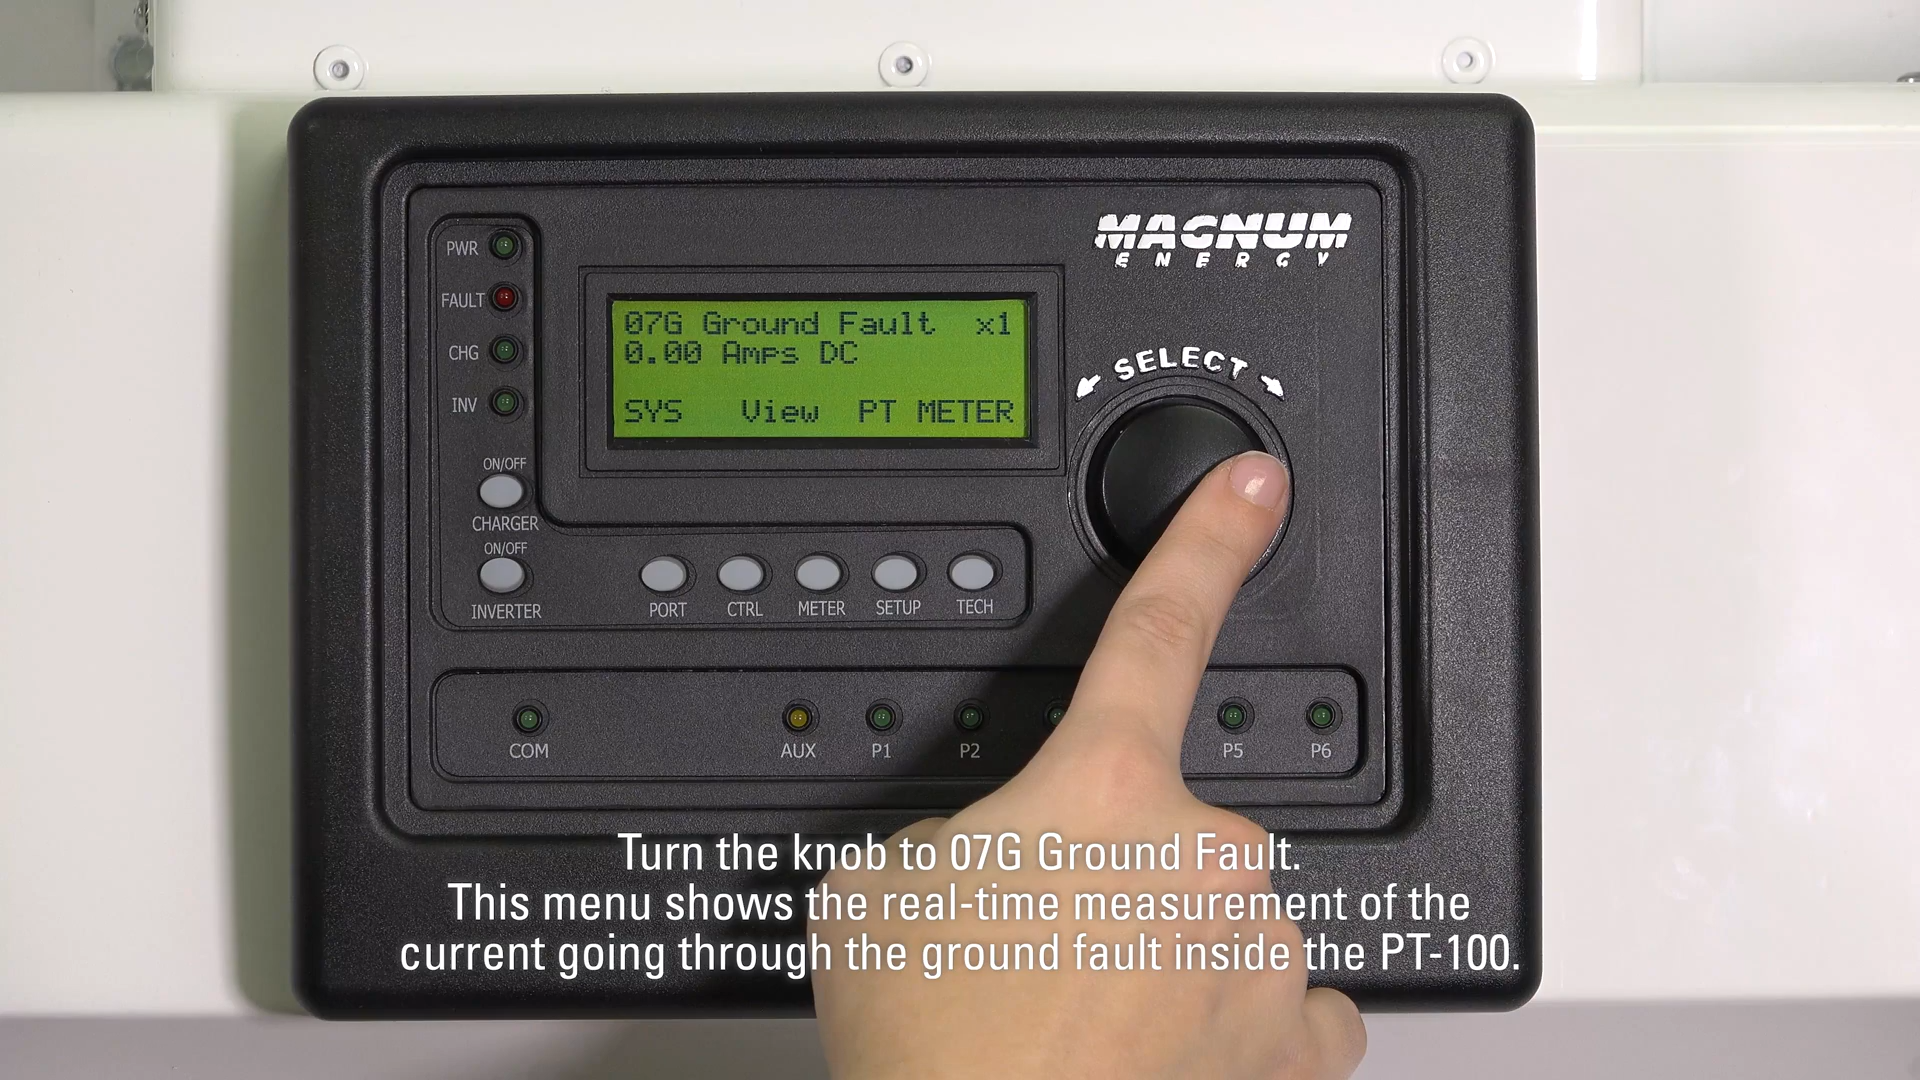 MAGNUM
ENERGY
PWR
FAULT
CHG
INV
07G Ground Fault x1
0.00 Amps DC
SYS View PT METER
SELECT
ON/OFF
CHARGER
ON/OFF
INVERTER
PORT CTRL METER SETUP TECH
COM AUX P1 P2 P5 P6
Turn the knob to 07G Ground Fault.
This menu shows the real-time measurement of the
current going through the ground fault inside the PT-100.